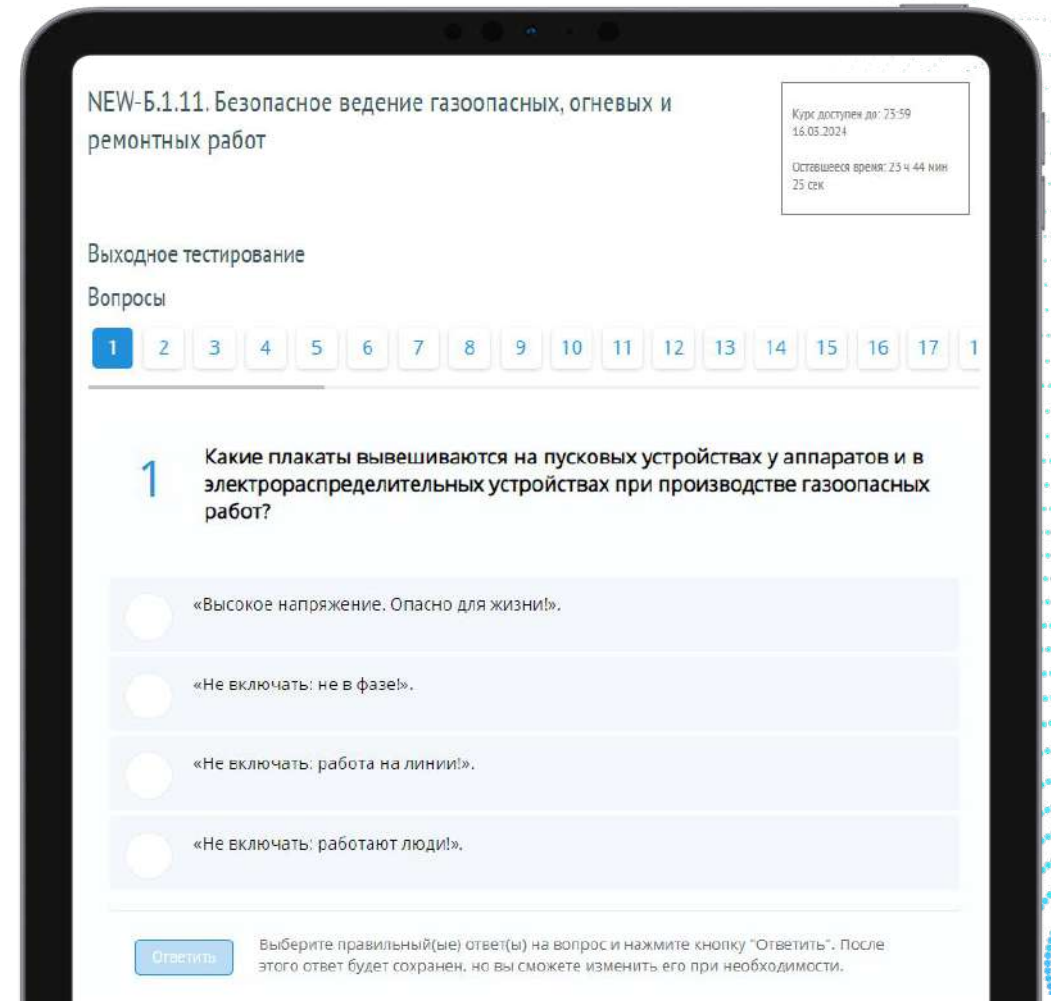 NEW-Б.1.11. Безопасное ведение газоопасных, огневых и
ремонтных работ
Курс доступен до: 23:59
16.03.2024
Оставшееся время: 23 ч 44 мин
25 сек
Выходное тестирование
Вопросы
1 2 3 4 5 6 7 8 9 10 11 12 13 14 15 16 17 1
1
Какие плакаты вывешиваются на пусковых устройствах у аппаратов и в
электрораспределительных устройствах при производстве газоопасных
работ?
«Высокое напряжение. Опасно для жизни!».
«Не включать: не в фазе!».
«Не включать: работа на линии!».
«Не включать: работают люди!».
Ответить
Выберите правильный(ые) ответ(ы) на вопрос и нажмите кнопку "Ответить". После
этого ответ будет сохранен, но вы сможете изменить его при необходимости.